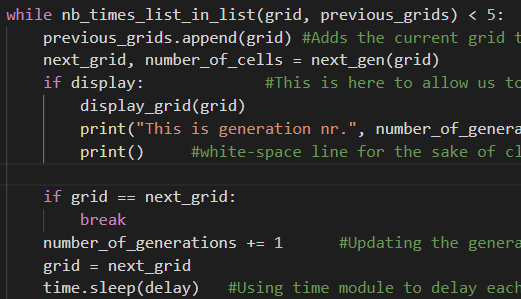 while nb_times_list_in_list(grid, previous_grids) < 5:
previous_grids.append(grid) #Adds the current grid
next_grid, number_of_cells = next_gen(grid)
if display: #This is here to allow us to
display_grid(grid)
print("This is generation nr.", 
print() #white-space line for the sake of
if grid == next_grid:
break
number_of_generations += 1 #Updating the
grid = next_grid
time.sleep(delay) #Using time module to delay each